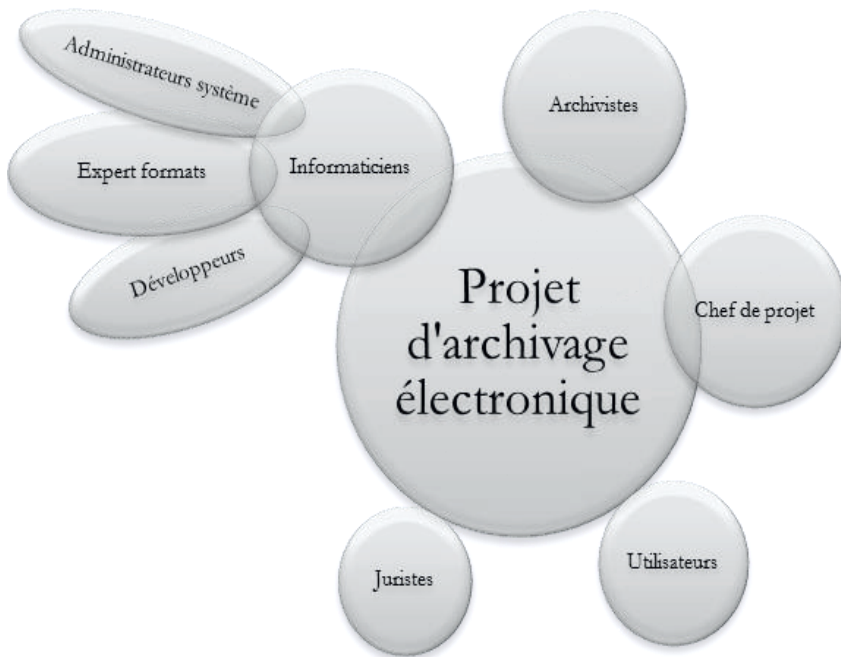 Administrateurs système
Expert formats
Développeurs
Informaticiens
Archivistes
Projet
d'archivage
électronique
Chef de projet
Juristes
Utilisateurs